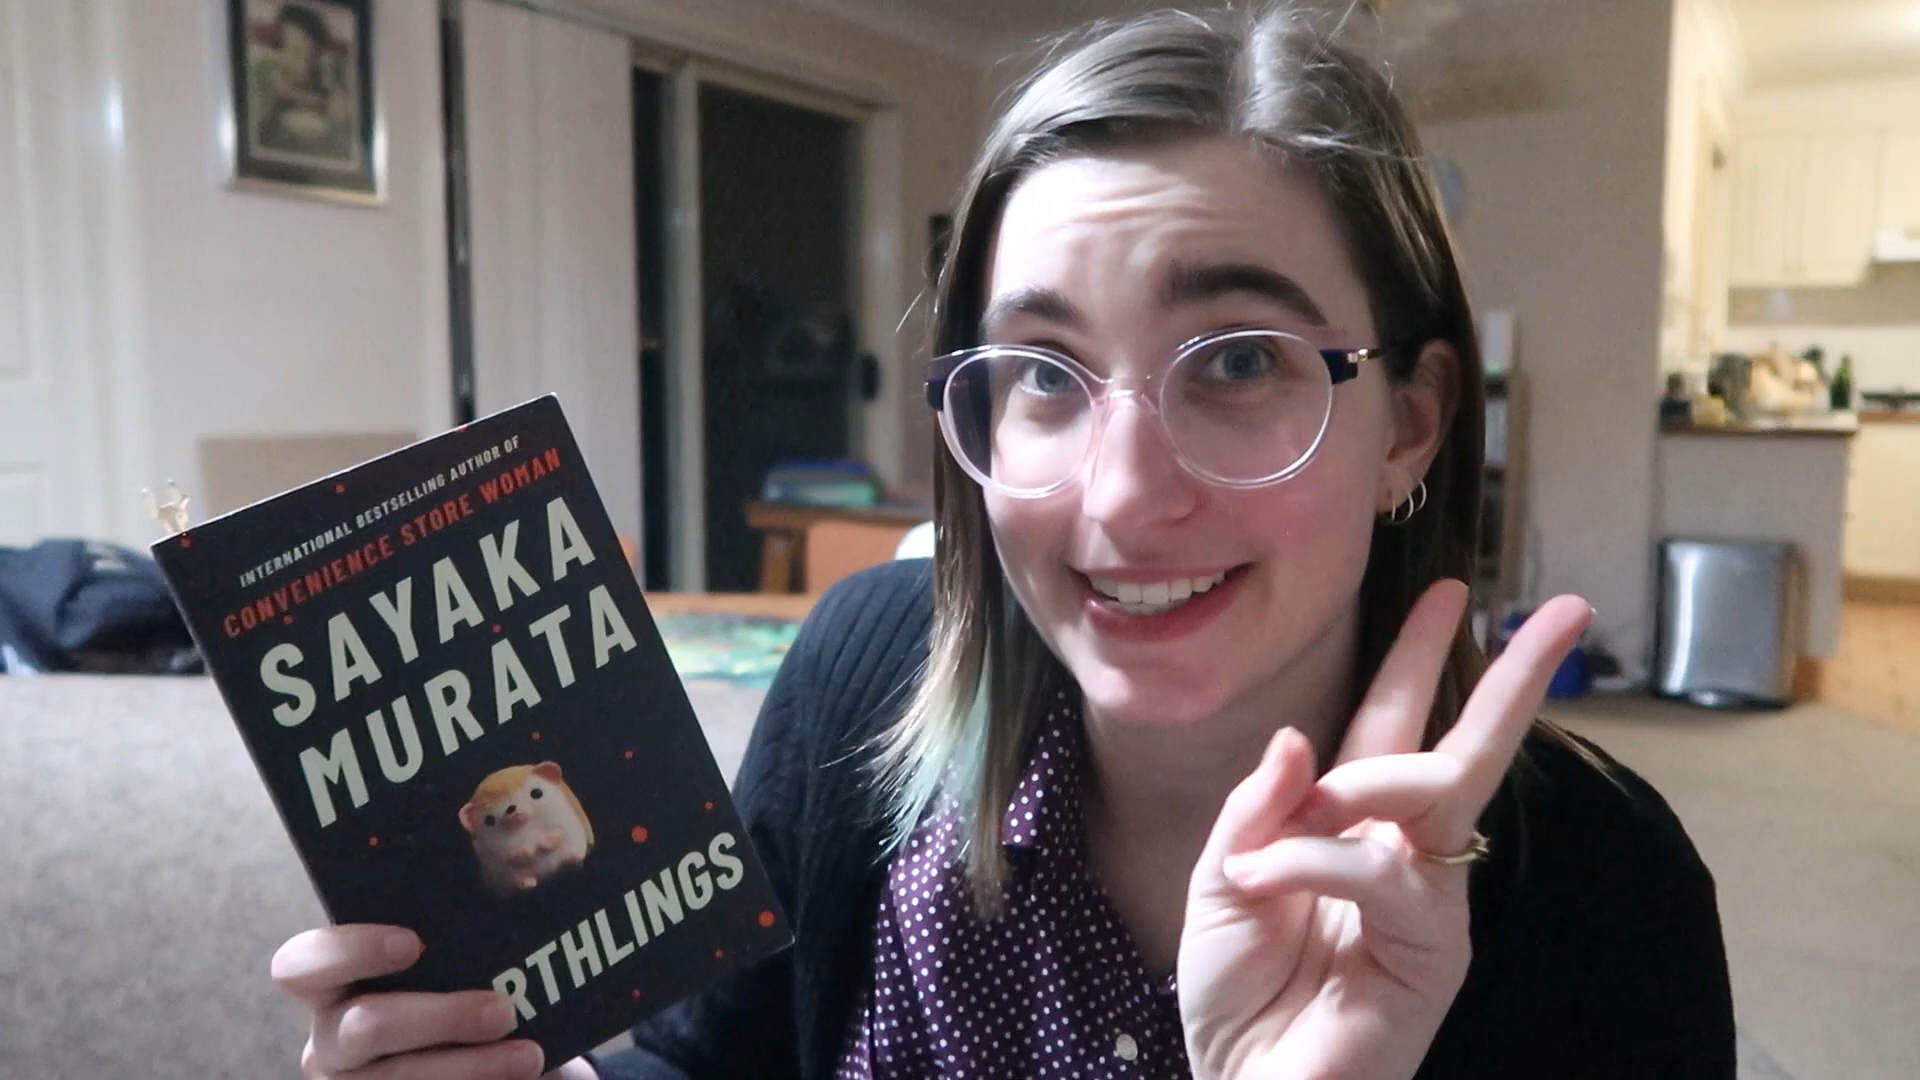 INTERNATIONAL BESTSELLING AUTHOR OF
CONVENIENCE STORE WOMAN
SAYAKA
MURATA
RTHLINGS